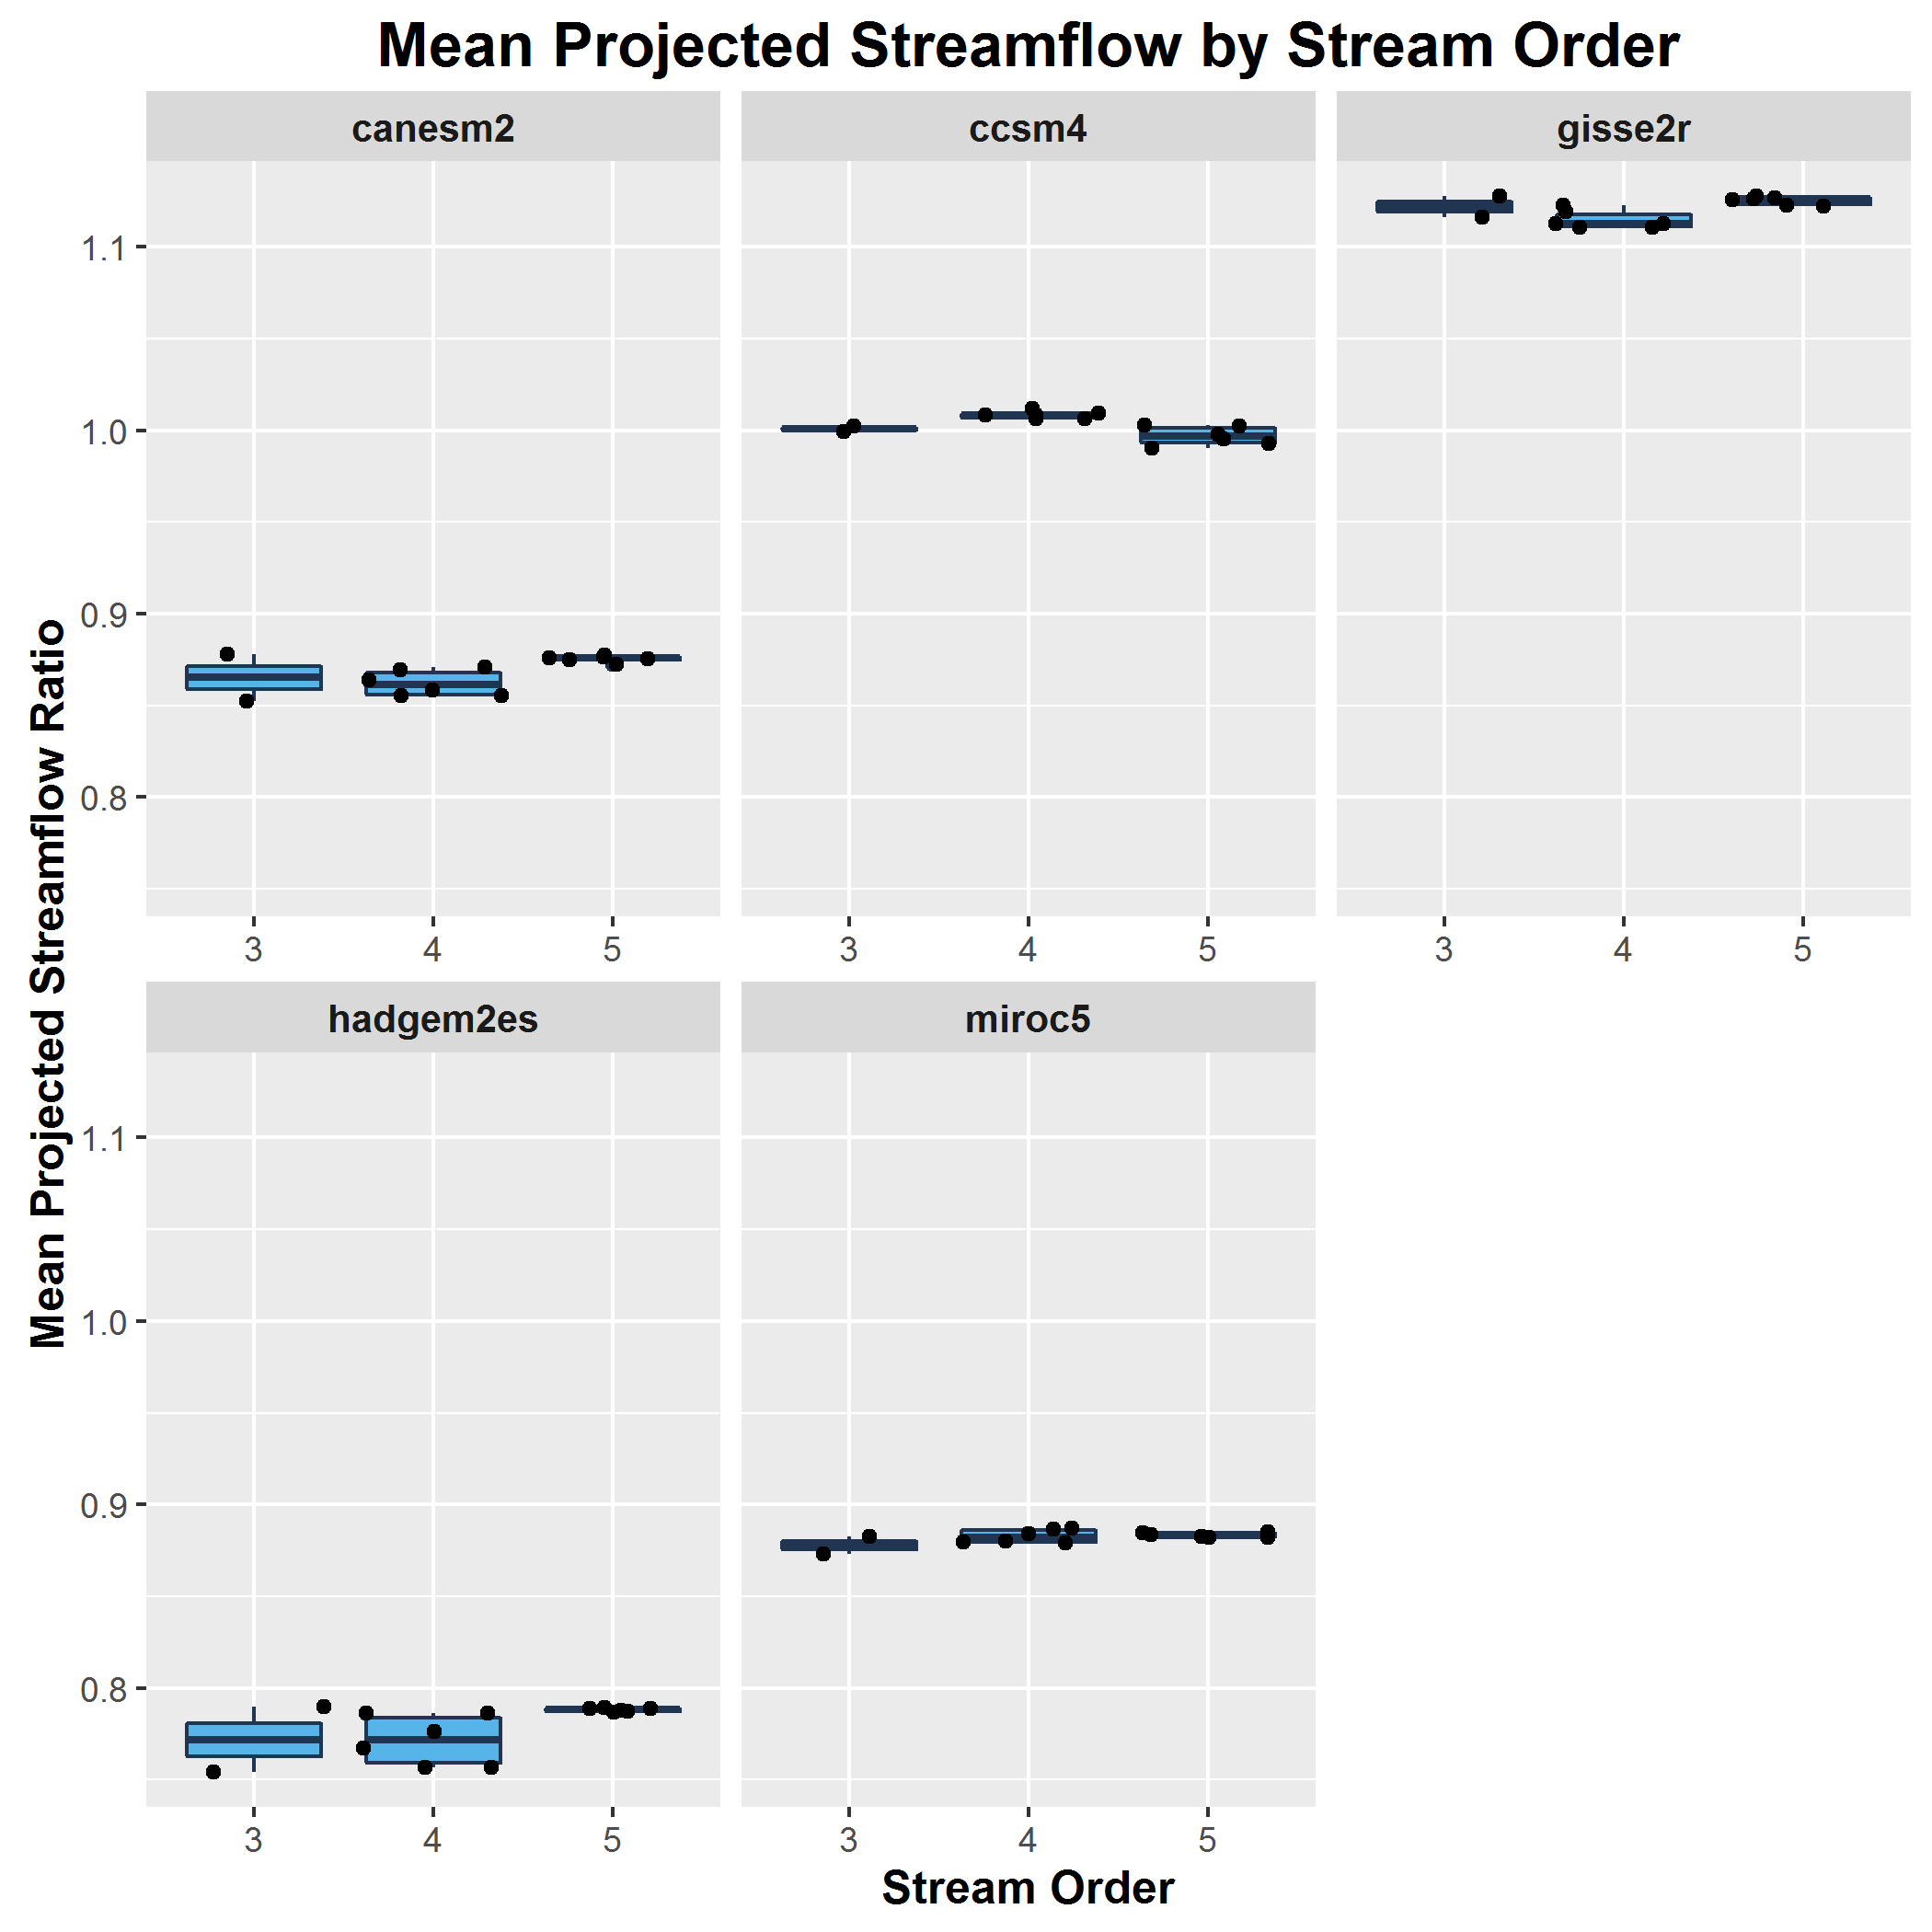 Mean Projected Streamflow by Stream Order
canesm2 ccsm4 gisse2r
Mean Projected Streamflow Ratio
1.1
1.0
0.9
0.8
3 4 5 3 4 5 3 4 5
hadgem2es miroc5
1.1
1.0
0.9
0.8
3 4 5 3 4 5
Stream Order